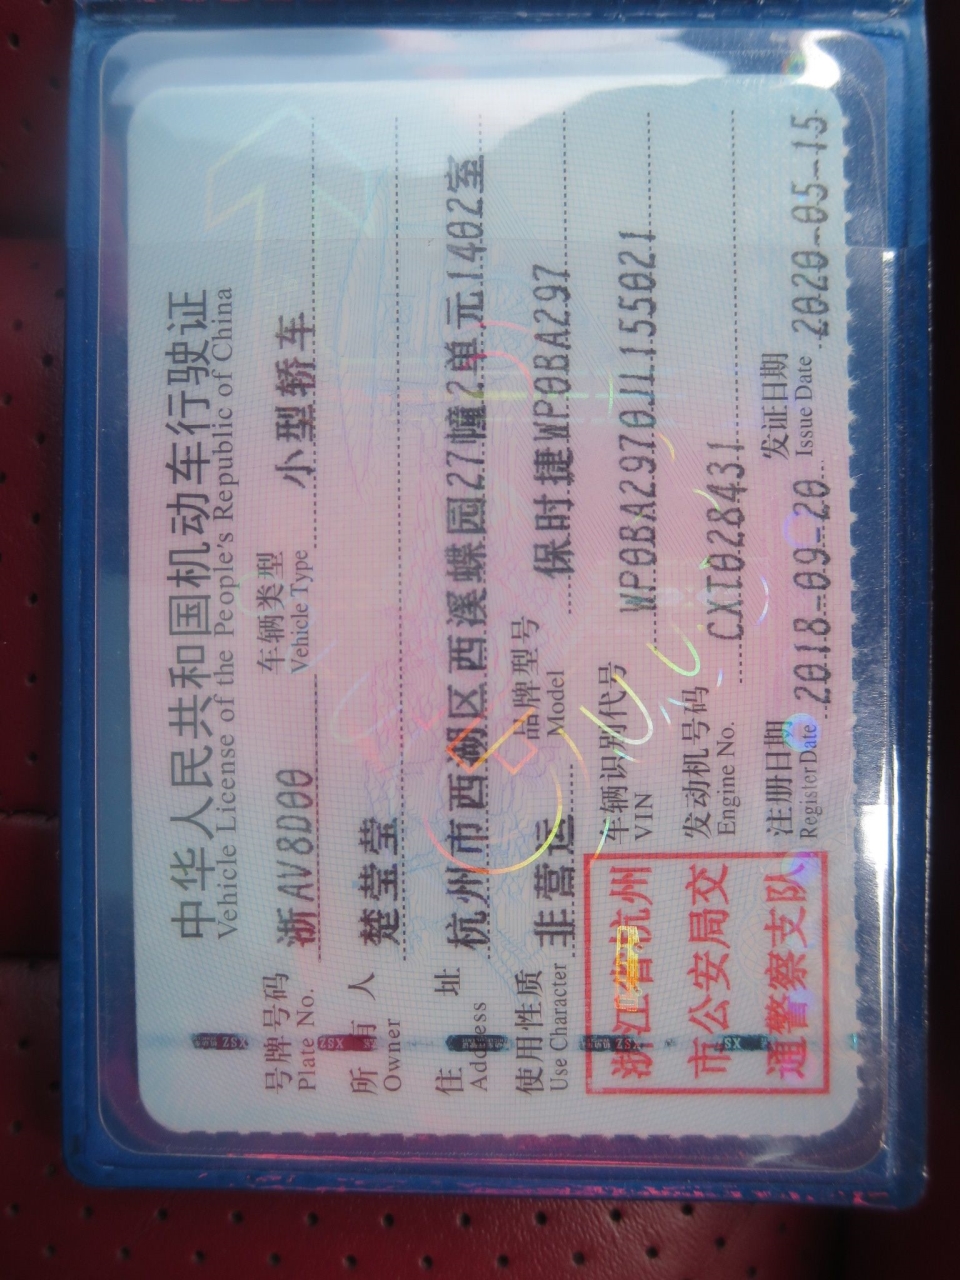 中华人民共和国机动车行驶证
Vehicle License of the People's Republic of China
号牌号码 浙AV8D00 车辆类型 小型轿车
Plate No. Vehicle Type
所有人 楚莹莹
Owner
住址 杭州市西湖区西溪蝶园27幢2单元1402室
Address
使用性质 非营运 品牌型号 保时捷WP0BA297
Use Character Model
浙江省杭州
市公安局交
通警察支队
车辆识别代号 WP0BA2970JL155021
VIN
发动机号码 CXT028431
Engine No.
注册日期 2018-09-20 发证日期 2020-05-15
Register Date Issue Date